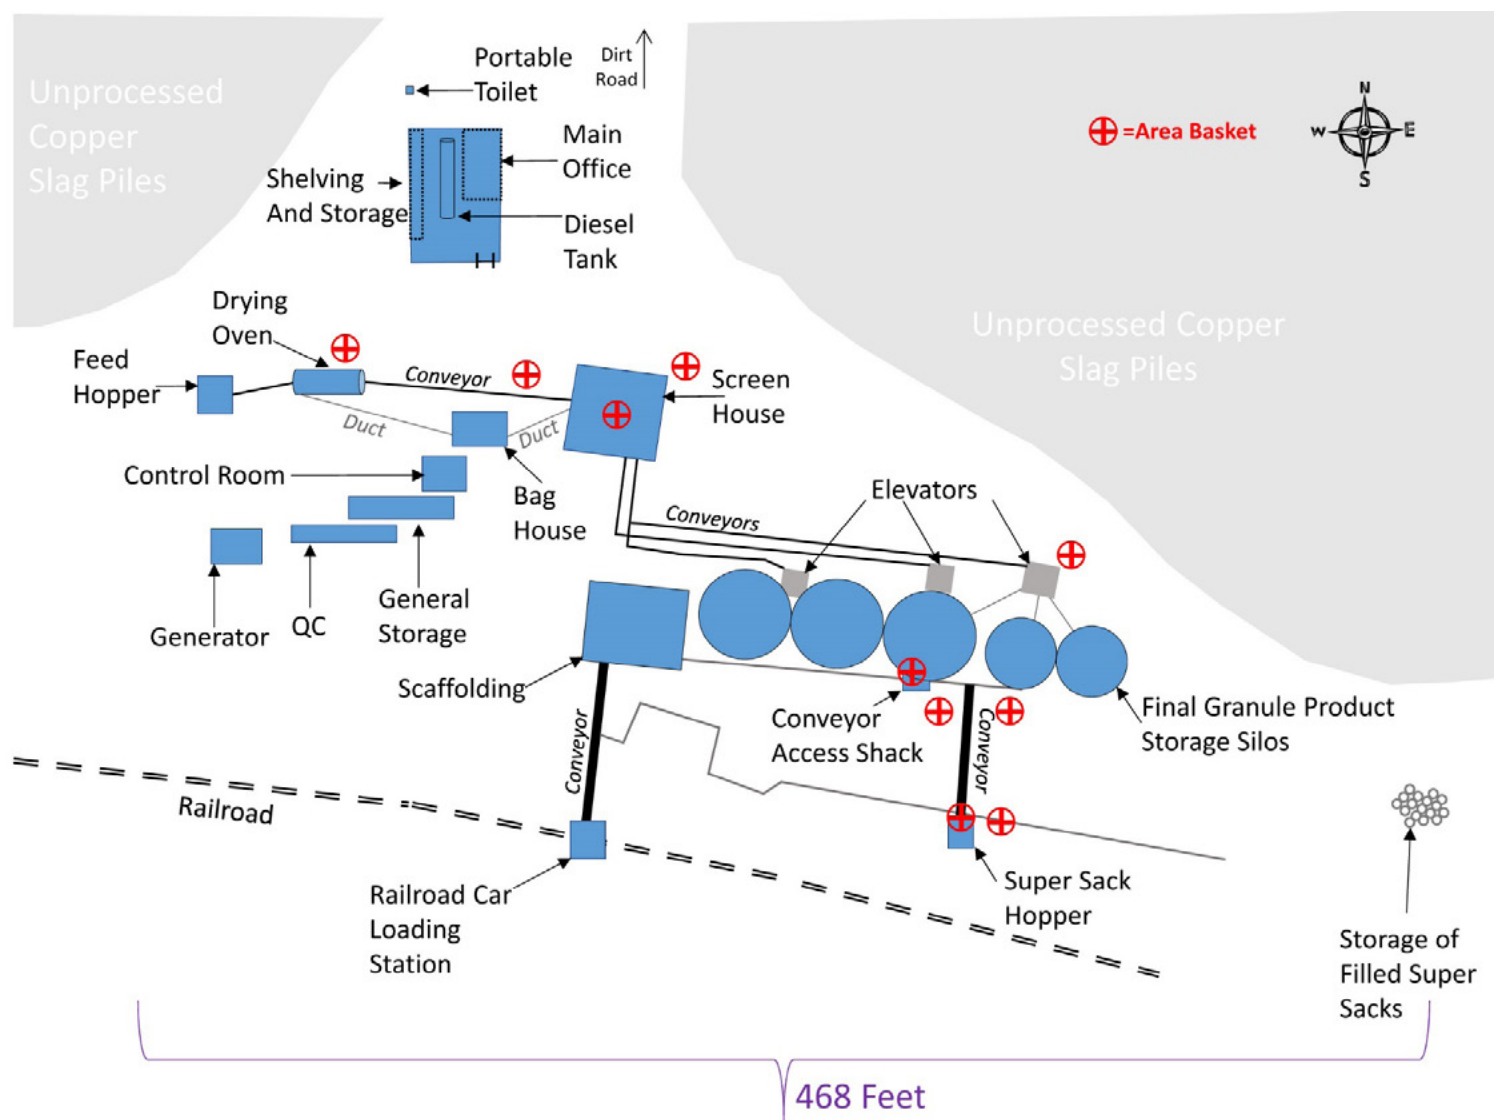 Unprocessed
Copper
Slag Piles
Portable
Toilet
Dirt
Road
Main
Office
Shelving
And Storage
Diesel
Tank
=Area Basket
N
W
E
S
Unprocessed Copper
Slag Piles
Drying
Oven
Feed
Hopper
Conveyor
Screen
House
Duct
Duct
Control Room
Bag
House
Elevators
Conveyors
Generator
QC
General
Storage
Scaffolding
Conveyor
Conveyor
Access Shack
Conveyor
Final Granule Product
Storage Silos
Railroad
Railroad Car
Loading
Station
Super Sack
Hopper
Storage of
Filled Super
Sacks
468 Feet